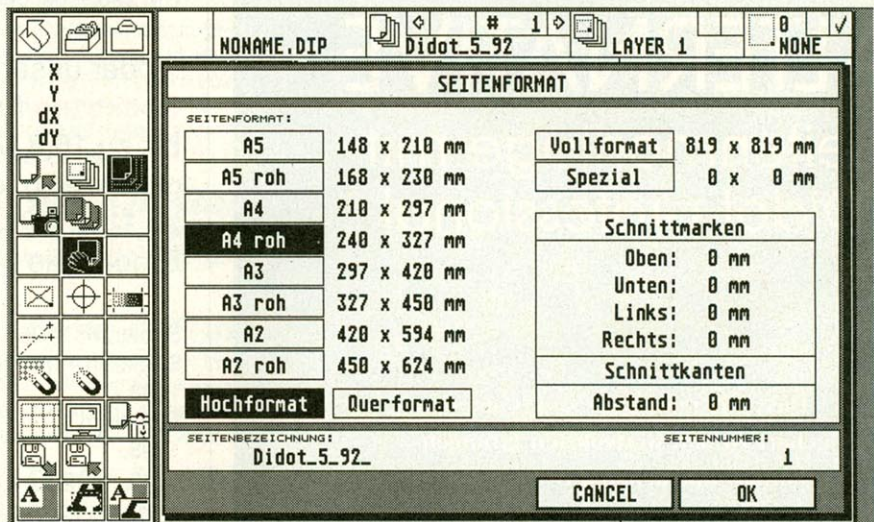 # 1
0
NONAME.DIP
Didot_5_92
LAYER 1
NONE
X
Y
dX
dY
SEITENFORMAT
SEITENFORMAT:
A5 148 x 210 mm
Vollformat 819 x 819 mm
A5 roh 168 x 230 mm
Spezial 0 x 0 mm
A4 210 x 297 mm
A4 roh 240 x 327 mm
A3 297 x 420 mm
A3 roh 327 x 450 mm
A2 420 x 594 mm
A2 roh 450 x 624 mm
Hochformat Querformat
Schnittmarken
Oben: 0 mm
Unten: 0 mm
Links: 0 mm
Rechts: 0 mm
Schnittkanten
Abstand: 0 mm
SEITENBEZEICHNUNG:
Didot_5_92_
SEITENNUMMER:
1
CANCEL OK
A A A